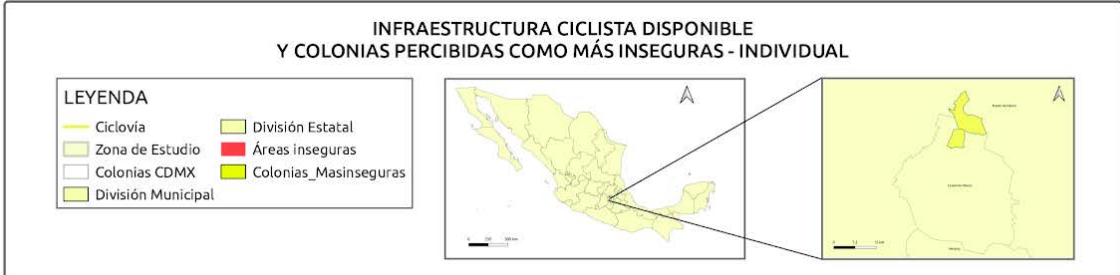 INFRAESTRUCTURA CICLISTA DISPONIBLE
Y COLONIAS PERCIBIDAS COMO MÁS INSEGURAS - INDIVIDUAL
LEYENDA
Ciclovía
Zona de Estudio
Colonias CDMX
División Municipal
División Estatal
Áreas inseguras
Colonias_Masinseguras